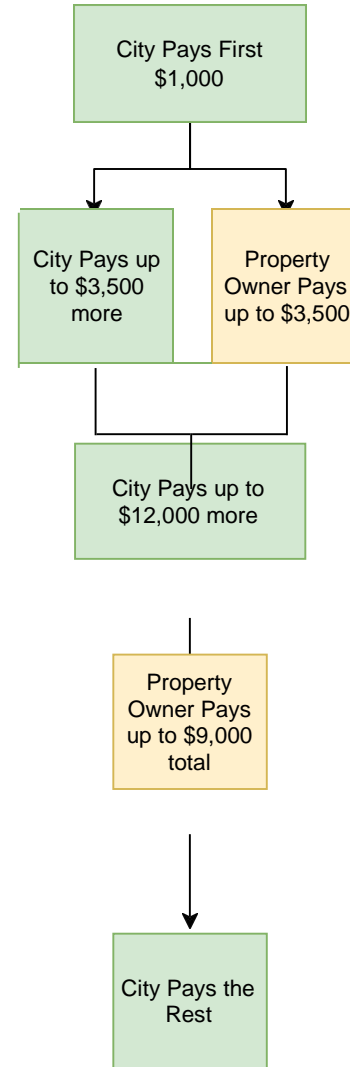 City Pays First
$1,000
City Pays up
to $3,500
more
Property
Owner Pays
up to $3,500
City Pays up to
$12,000 more
Property
Owner Pays
up to $9,000
total
City Pays the
Rest